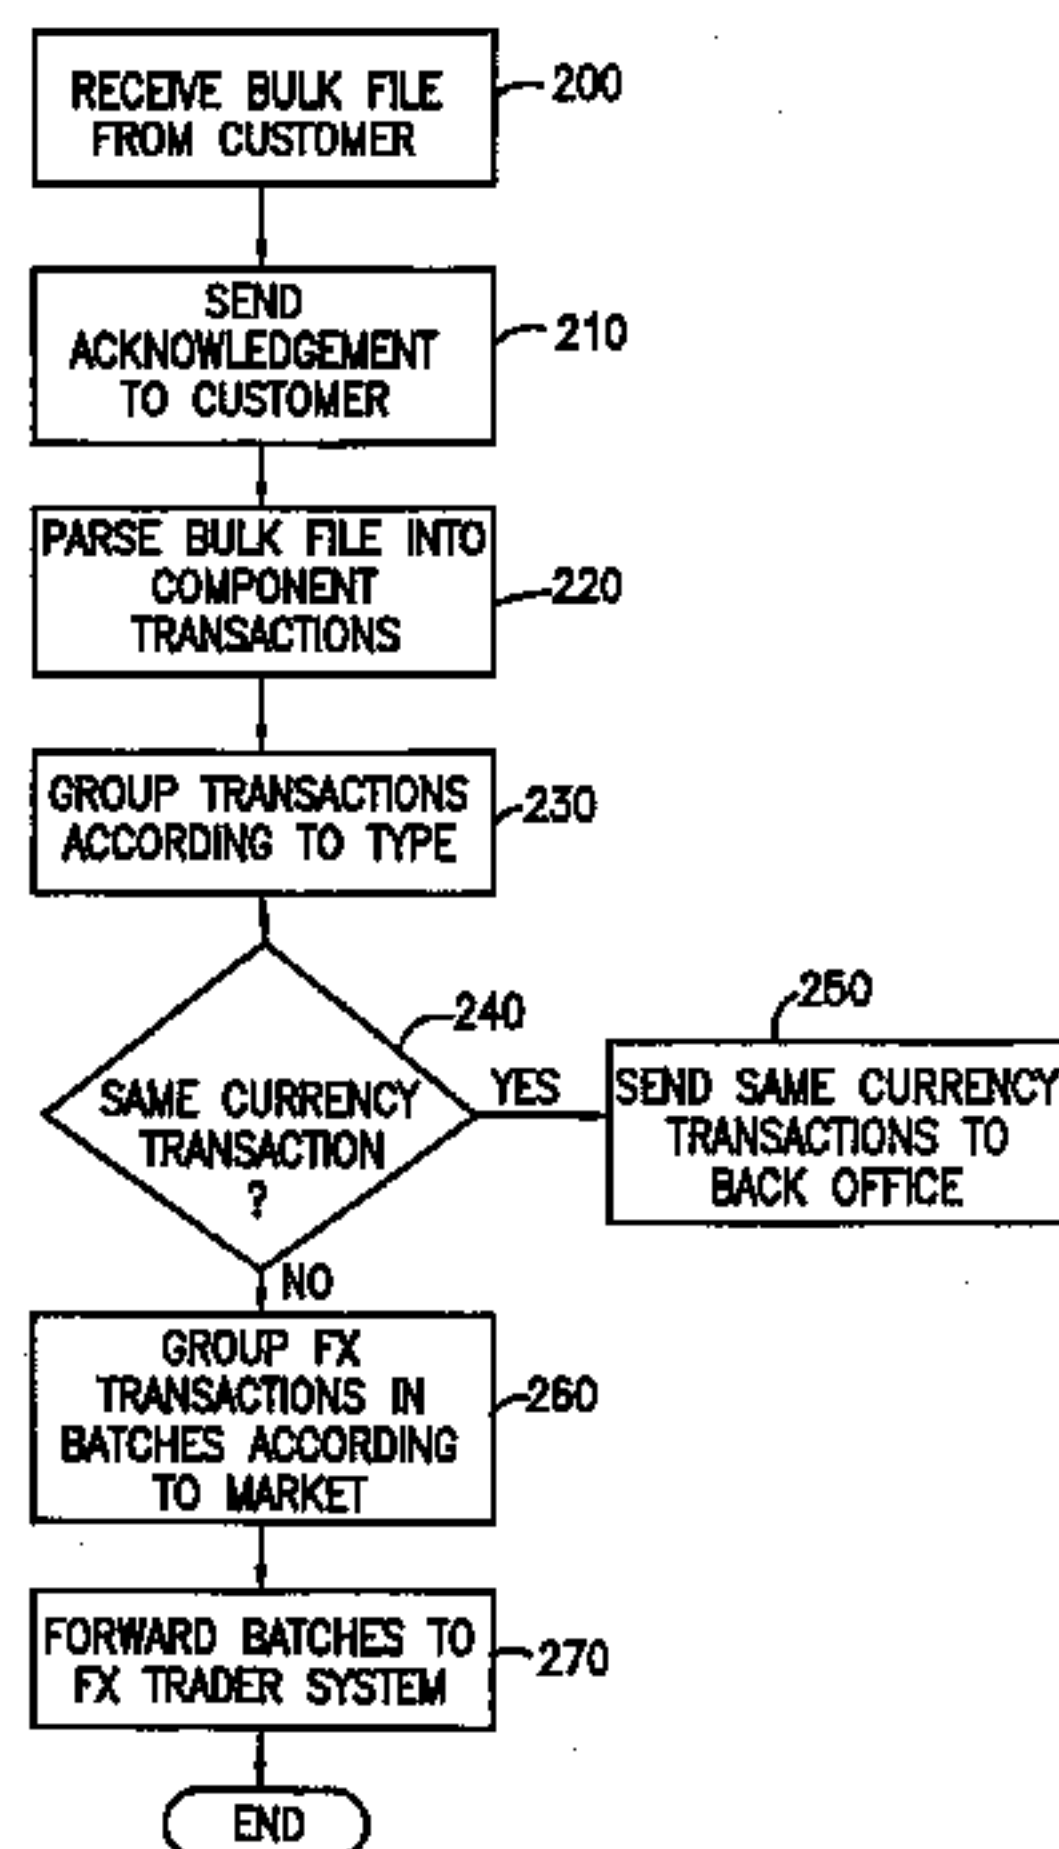 RECEIVE BULK FILE
FROM CUSTOMER
200
SEND
ACKNOWLEDGEMENT
TO CUSTOMER
210
PARSE BULK FILE INTO
COMPONENT
TRANSACTIONS
220
GROUP TRANSACTIONS
ACCORDING TO TYPE
230
240
SAME CURRENCY
TRANSACTION
?
YES
250
SEND SAME CURRENCY
TRANSACTIONS TO
BACK OFFICE
NO
GROUP FX
TRANSACTIONS IN
BATCHES ACCORDING
TO MARKET
260
FORWARD BATCHES TO
FX TRADER SYSTEM
270
END